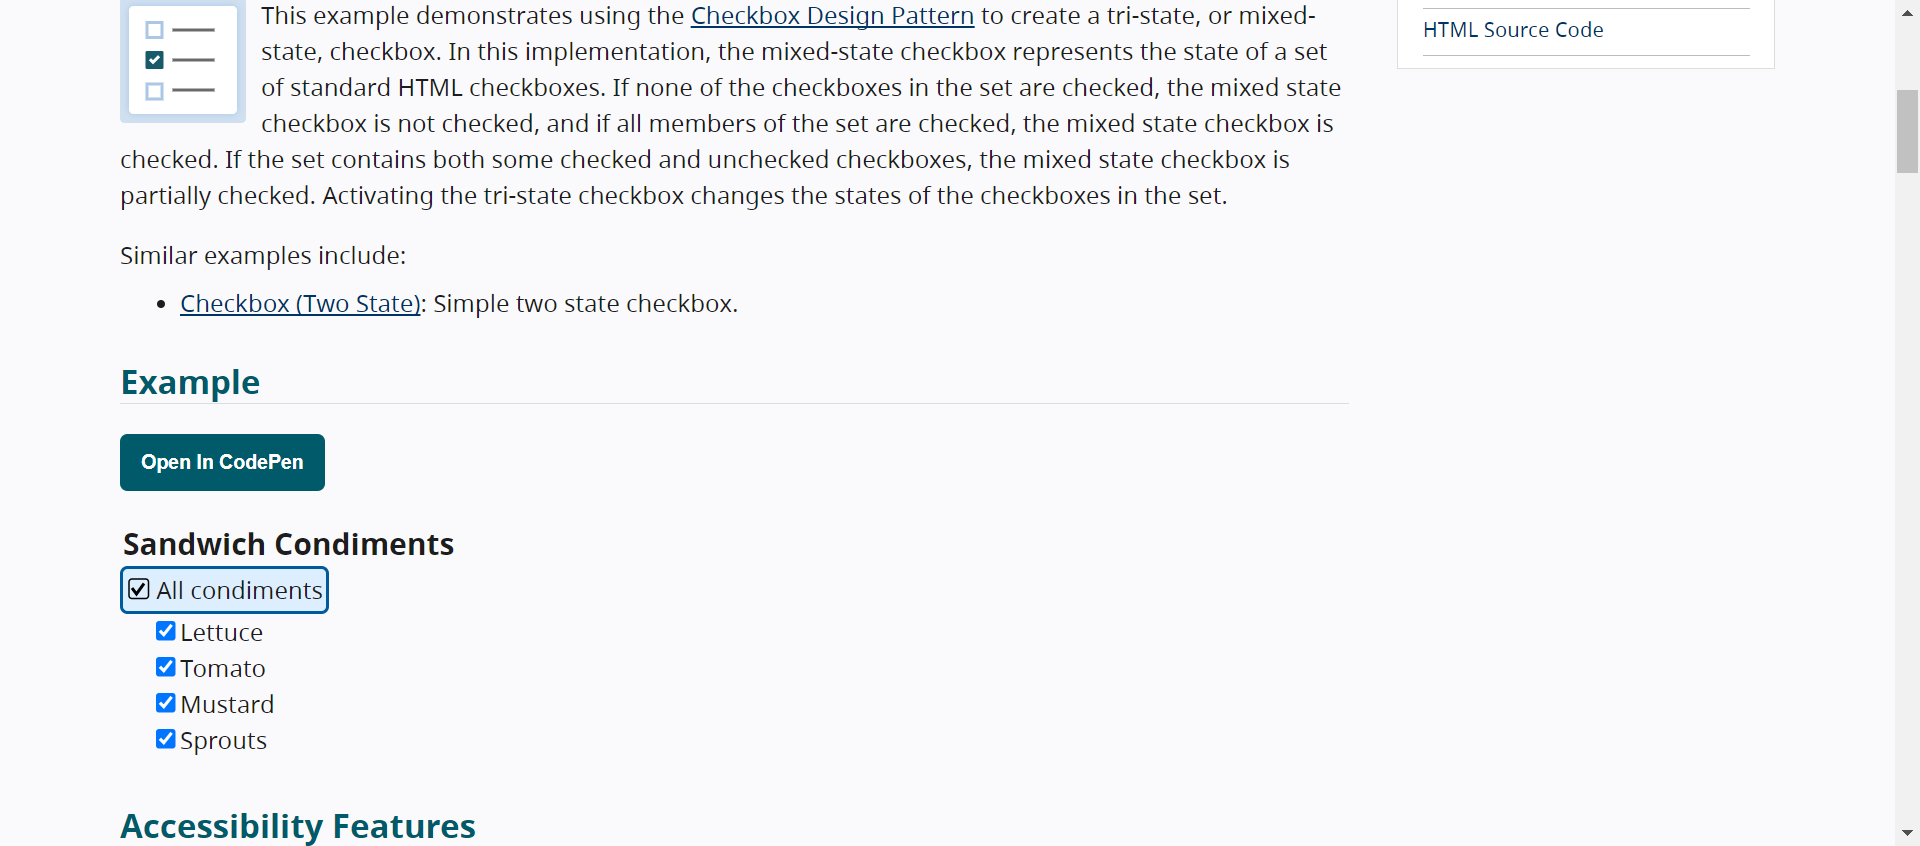 This example demonstrates using the Checkbox Design Pattern to create a tri-state, or mixed-
state, checkbox. In this implementation, the mixed-state checkbox represents the state of a set
of standard HTML checkboxes. If none of the checkboxes in the set are checked, the mixed state
checkbox is not checked, and if all members of the set are checked, the mixed state checkbox is
checked. If the set contains both some checked and unchecked checkboxes, the mixed state checkbox is
partially checked. Activating the tri-state checkbox changes the states of the checkboxes in the set.
Similar examples include:
Checkbox (Two State): Simple two state checkbox.
Example
Open In CodePen
Sandwich Condiments
All condiments
Lettuce
Tomato
Mustard
Sprouts
Accessibility Features
HTML Source Code